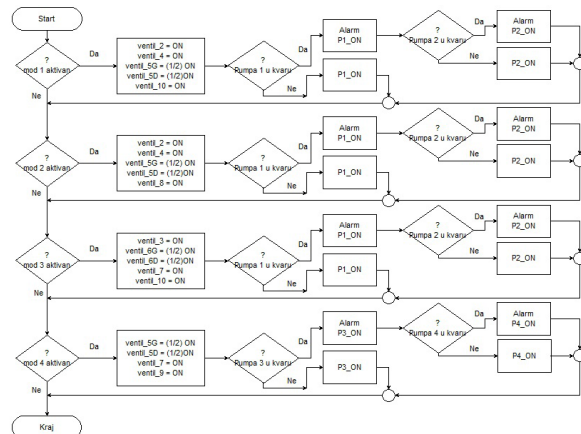 Start
?
mod 1 aktivan
Da
Ne
ventil_2 = ON
ventil_4 = ON
ventil_5G = (1/2) ON
ventil_5D = (1/2)ON
ventil_10 = ON
?
Pumpa 1 u kvaru
Da
Ne
Alarm
P1_ON
P1_ON
?
Pumpa 2 u kvaru
Da
Ne
Alarm
P2_ON
P2_ON
?
mod 2 aktivan
Da
Ne
ventil_2 = ON
ventil_4 = ON
ventil_5G = (1/2) ON
ventil_5D = (1/2)ON
ventil_8 = ON
?
Pumpa 1 u kvaru
Da
Ne
Alarm
P1_ON
P1_ON
?
Pumpa 2 u kvaru
Da
Ne
Alarm
P2_ON
P2_ON
?
mod 3 aktivan
Da
Ne
ventil_3 = ON
ventil_6G = (1/2) ON
ventil_6D = (1/2)ON
ventil_7 = ON
ventil_10 = ON
?
Pumpa 1 u kvaru
Da
Ne
Alarm
P1_ON
P1_ON
?
Pumpa 2 u kvaru
Da
Ne
Alarm
P2_ON
P2_ON
?
mod 4 aktivan
Da
Ne
ventil_5G = (1/2) ON
ventil_5D = (1/2)ON
ventil_7 = ON
ventil_9 = ON
?
Pumpa 3 u kvaru
Da
Ne
Alarm
P3_ON
P3_ON
?
Pumpa 4 u kvaru
Da
Ne
Alarm
P4_ON
P4_ON
Kraj